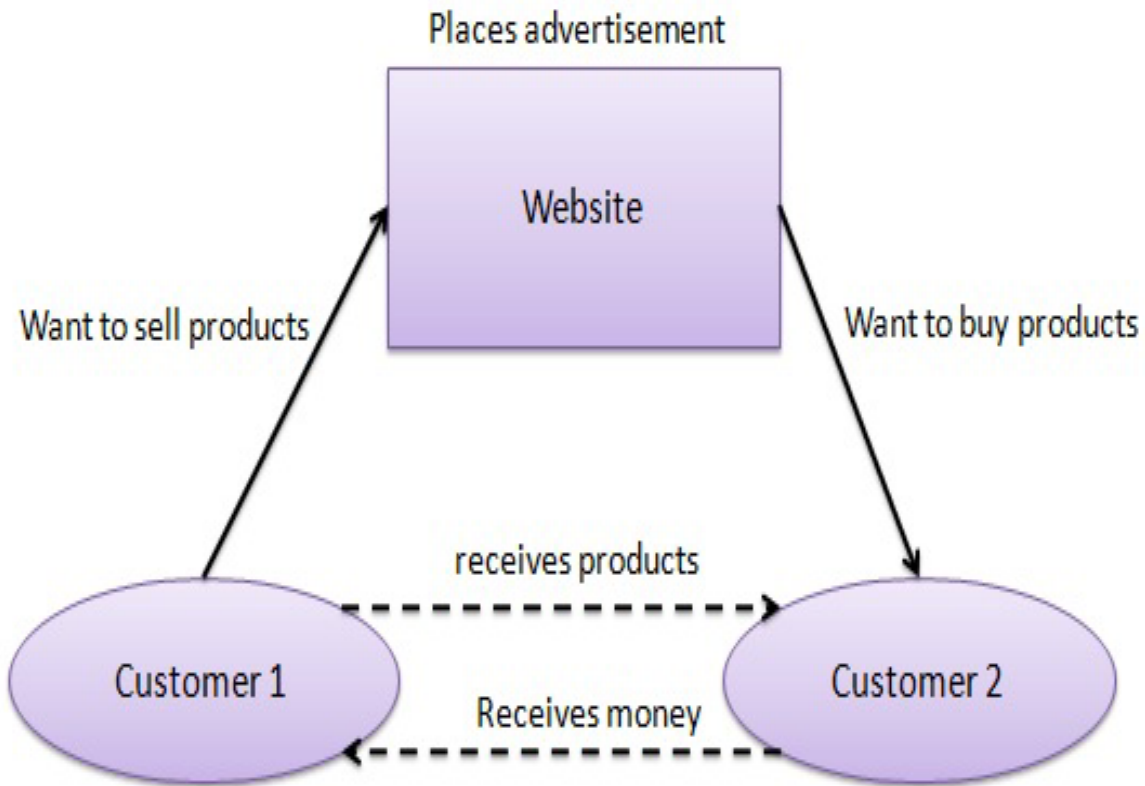 Places advertisement
Website
Want to sell products
Want to buy products
receives products
Customer 1
Customer 2
Receives money